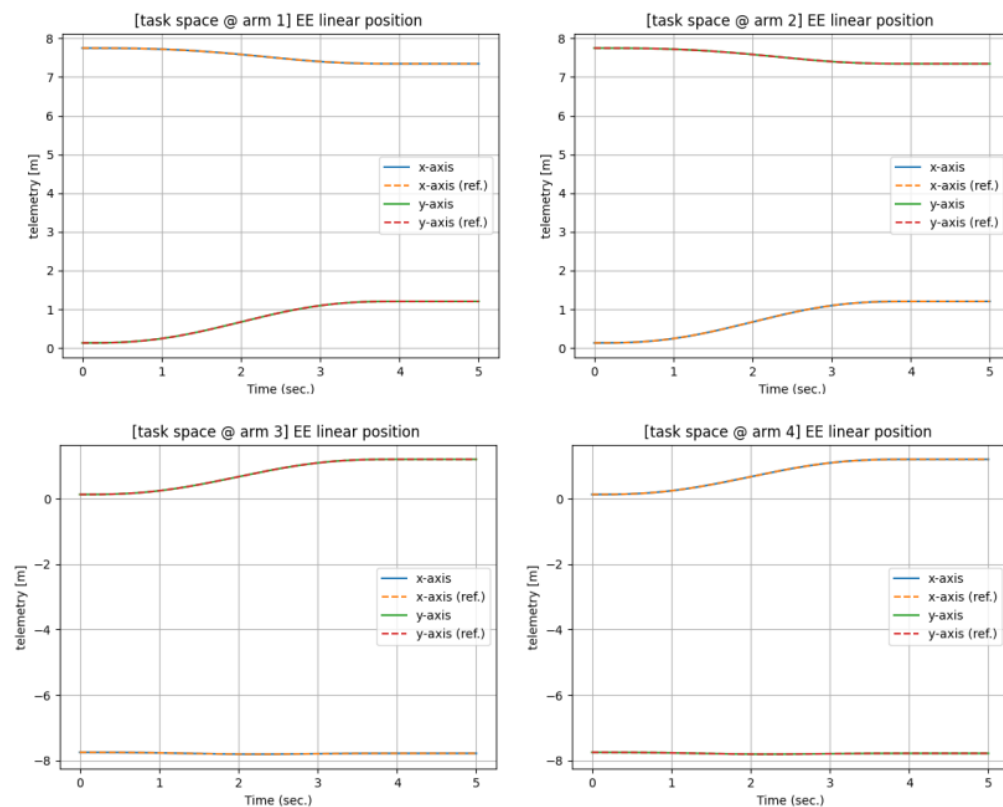 [task space @ arm 1] EE linear position
8
7
6
5
4
3
2
1
0
telemetry [m]
x-axis
x-axis (ref.)
y-axis
y-axis (ref.)
0 1 2 3 4 5
Time (sec.)
[task space @ arm 2] EE linear position
8
7
6
5
4
3
2
1
0
telemetry [m]
x-axis
x-axis (ref.)
y-axis
y-axis (ref.)
0 1 2 3 4 5
Time (sec.)
[task space @ arm 3] EE linear position
0
−2
−4
−6
−8
telemetry [m]
x-axis
x-axis (ref.)
y-axis
y-axis (ref.)
0 1 2 3 4 5
Time (sec.)
[task space @ arm 4] EE linear position
0
−2
−4
−6
−8
telemetry [m]
x-axis
x-axis (ref.)
y-axis
y-axis (ref.)
0 1 2 3 4 5
Time (sec.)